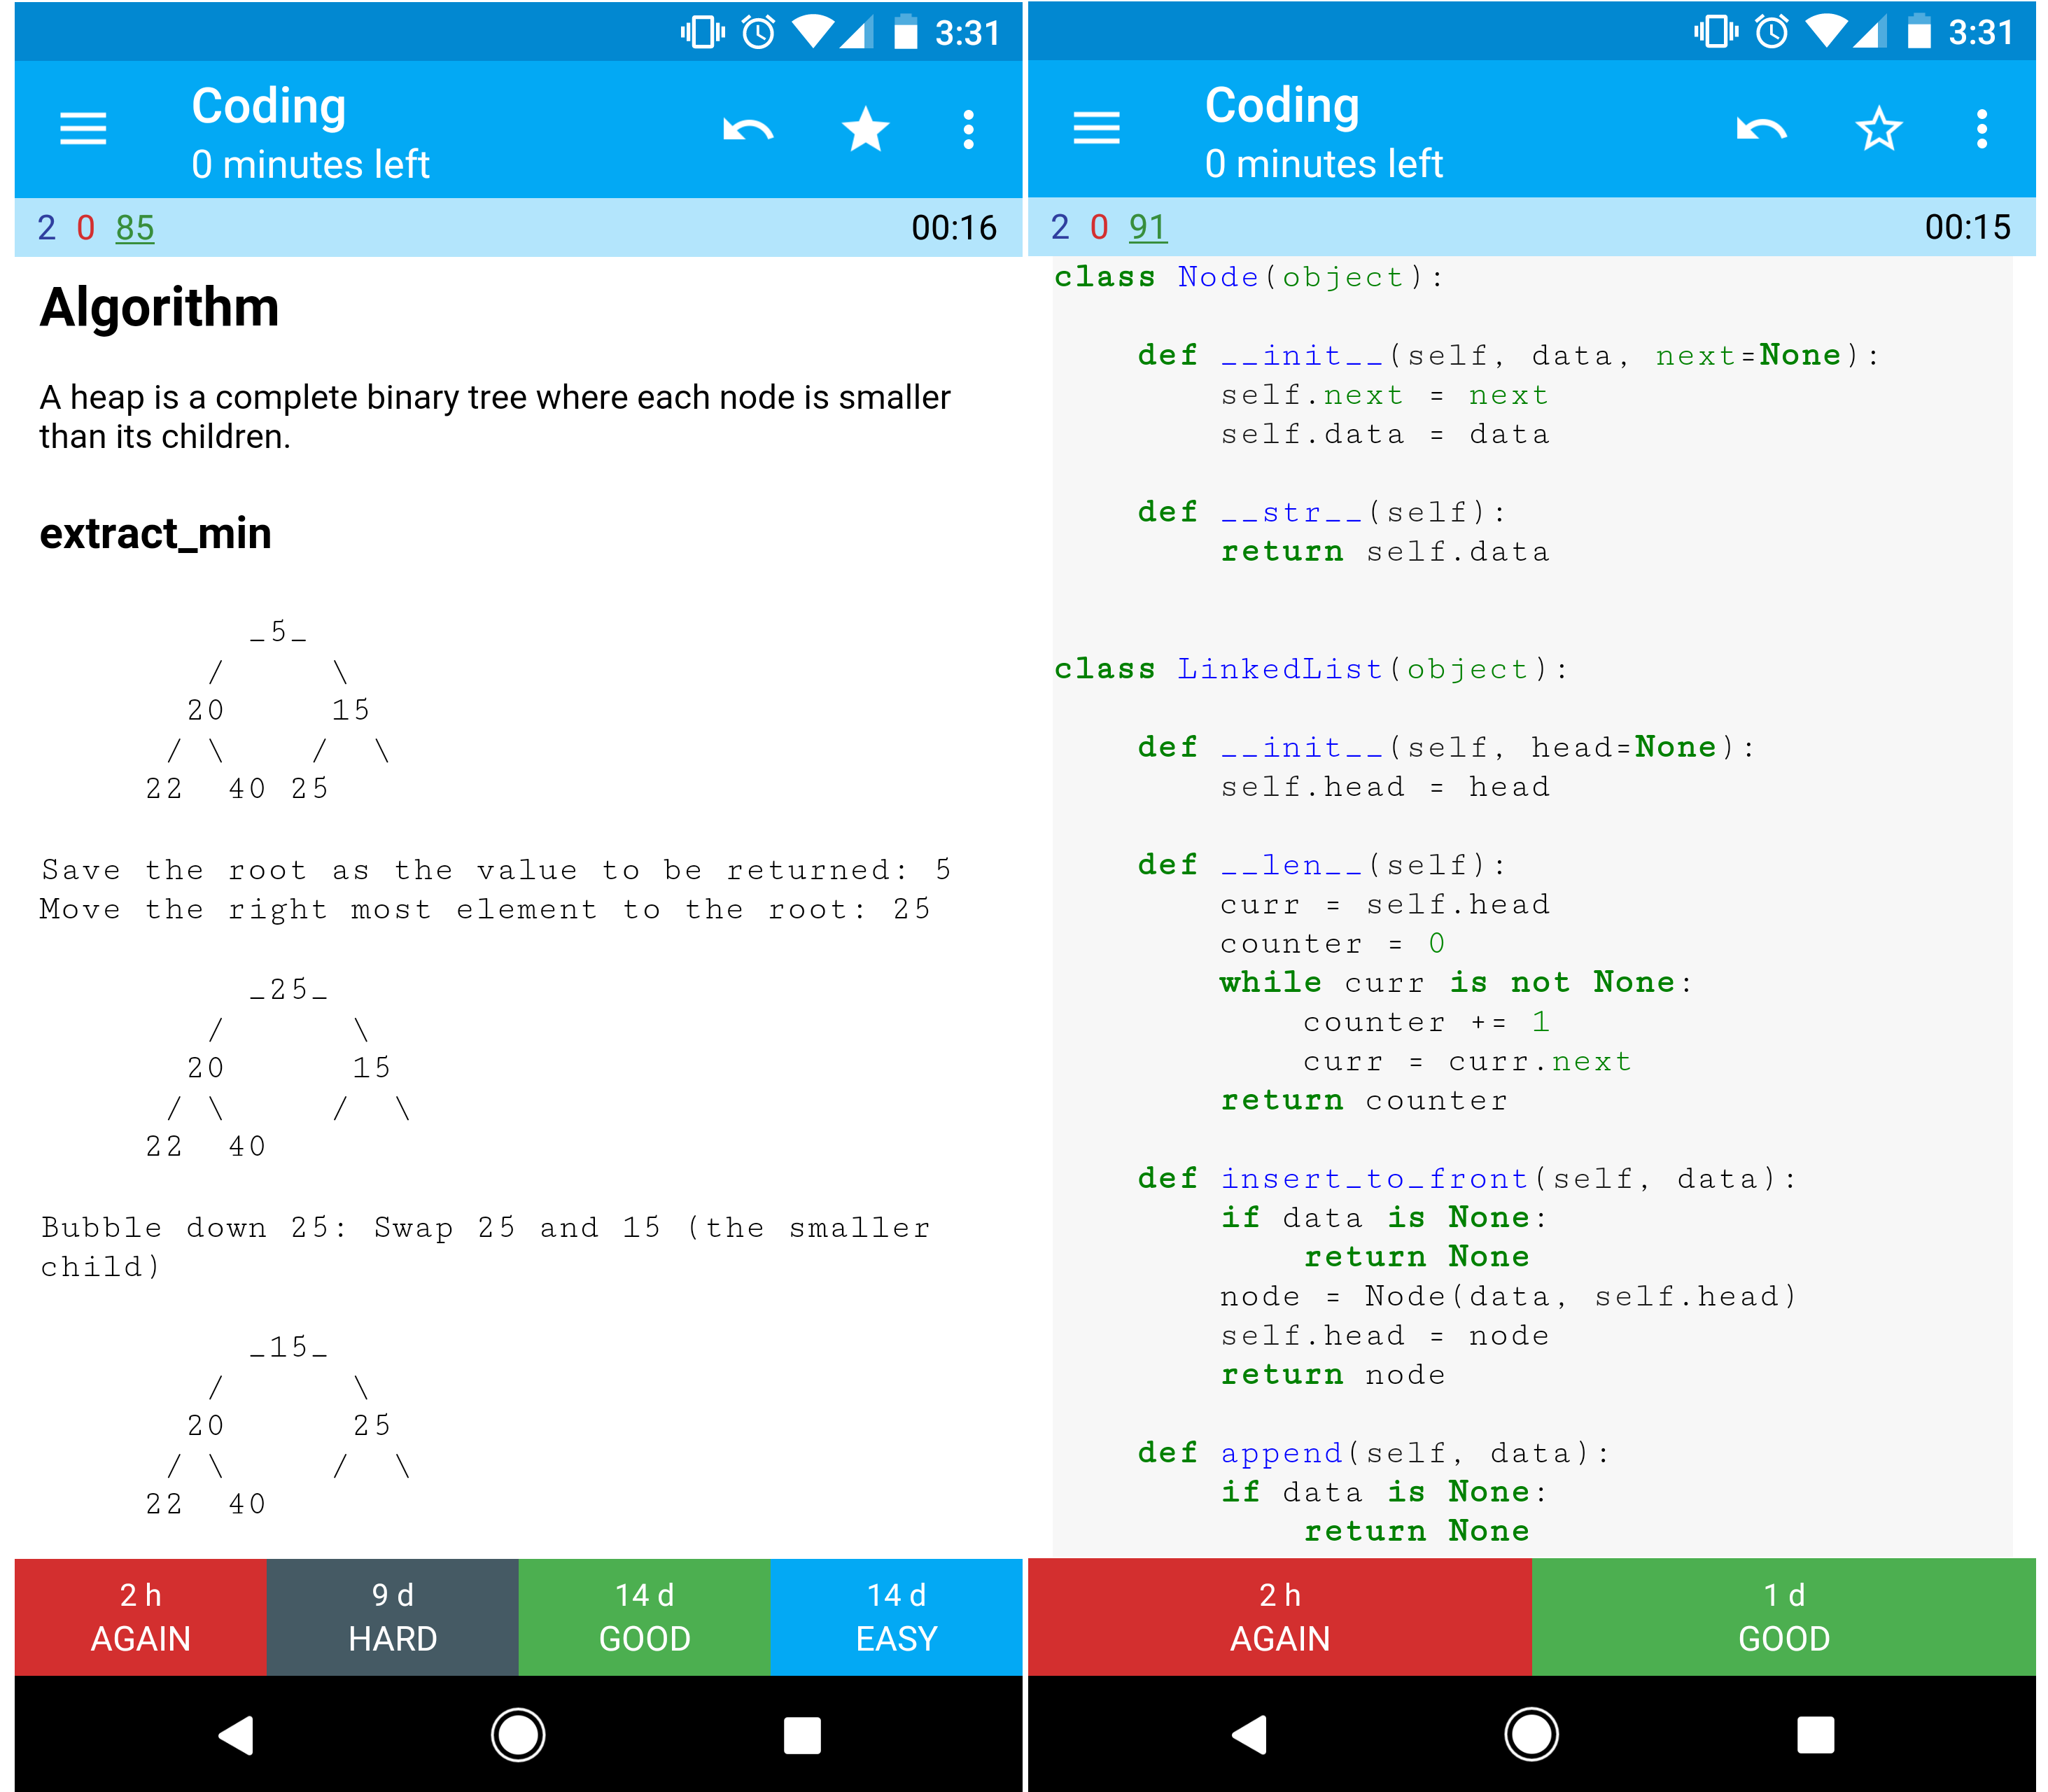 3:31
Coding
0 minutes left
2 0 85 00:16
Algorithm
A heap is a complete binary tree where each node is smaller
than its children.
extract_min
          _5_
        /     \
       20     15
      / \    /  \
     22  40 25
Save the root as the value to be returned: 5
Move the right most element to the root: 25
          _25_
        /      \
       20      15
      / \     /  \
     22  40
Bubble down 25: Swap 25 and 15 (the smaller
child)
          _15_
        /      \
       20      25
      / \     /  \
     22  40
2 h 9 d 14 d 14 d
AGAIN HARD GOOD EASY
3:31
Coding
0 minutes left
2 0 91 00:15
class Node(object):
    def __init__(self, data, next=None):
        self.next = next
        self.data = data
    def __str__(self):
        return self.data
class LinkedList(object):
    def __init__(self, head=None):
        self.head = head
    def __len__(self):
        curr = self.head
        counter = 0
        while curr is not None:
            counter += 1
            curr = curr.next
        return counter
    def insert_to_front(self, data):
        if data is None:
            return None
        node = Node(data, self.head)
        self.head = node
        return node
    def append(self, data):
        if data is None:
            return None
2 h 1 d
AGAIN GOOD